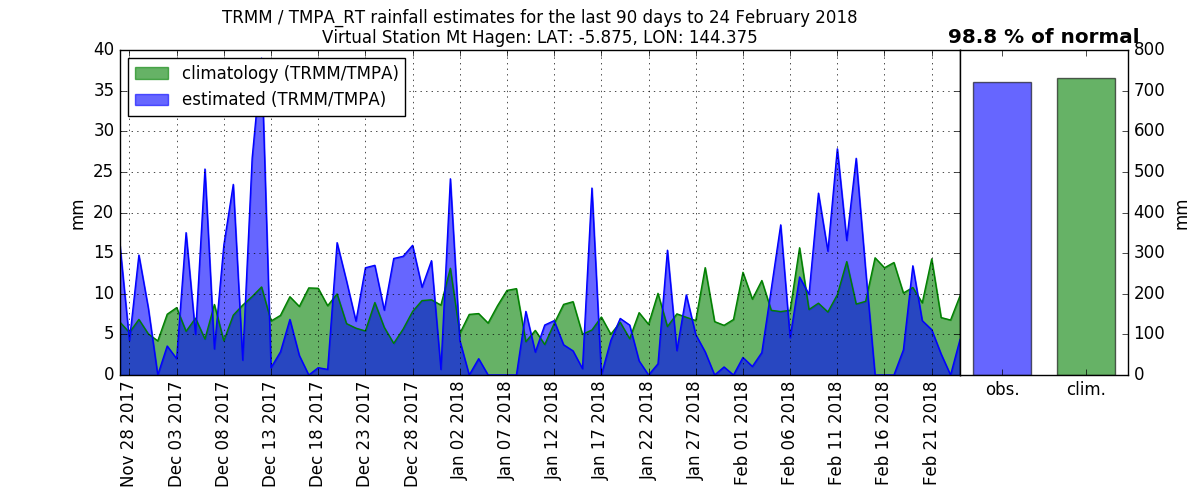 TRMM / TMPA_RT rainfall estimates for the last 90 days to 24 February 2018
Virtual Station Mt Hagen: LAT: -5.875, LON: 144.375
98.8 % of normal
climatology (TRMM/TMPA)
estimated (TRMM/TMPA)
40
35
30
25
20
15
10
5
0
mm
800
700
600
500
400
300
200
100
0
mm
Nov 28 2017
Dec 03 2017
Dec 08 2017
Dec 13 2017
Dec 18 2017
Dec 23 2017
Dec 28 2017
Jan 02 2018
Jan 07 2018
Jan 12 2018
Jan 17 2018
Jan 22 2018
Jan 27 2018
Feb 01 2018
Feb 06 2018
Feb 11 2018
Feb 16 2018
Feb 21 2018
obs.
clim.